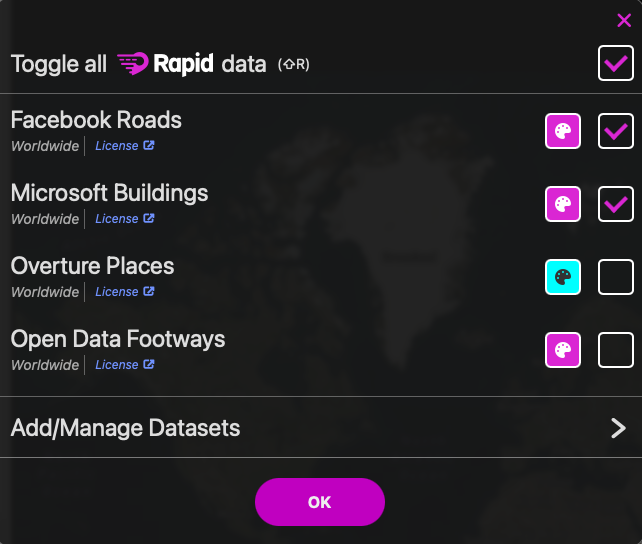 Toggle all Rapid data (⇧R)
Facebook Roads
Worldwide License
Microsoft Buildings
Worldwide License
Overture Places
Worldwide License
Open Data Footways
Worldwide License
Add/Manage Datasets
OK